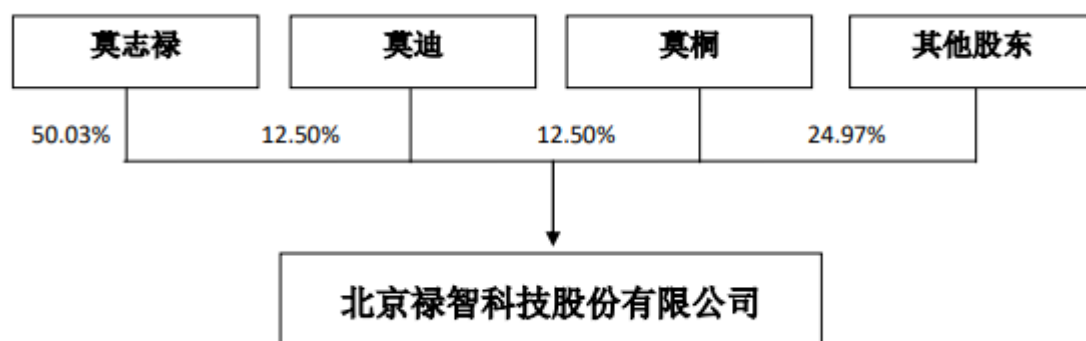 莫志禄
莫迪
莫桐
其他股东
50.03%
12.50%
12.50%
24.97%
北京禄智科技股份有限公司